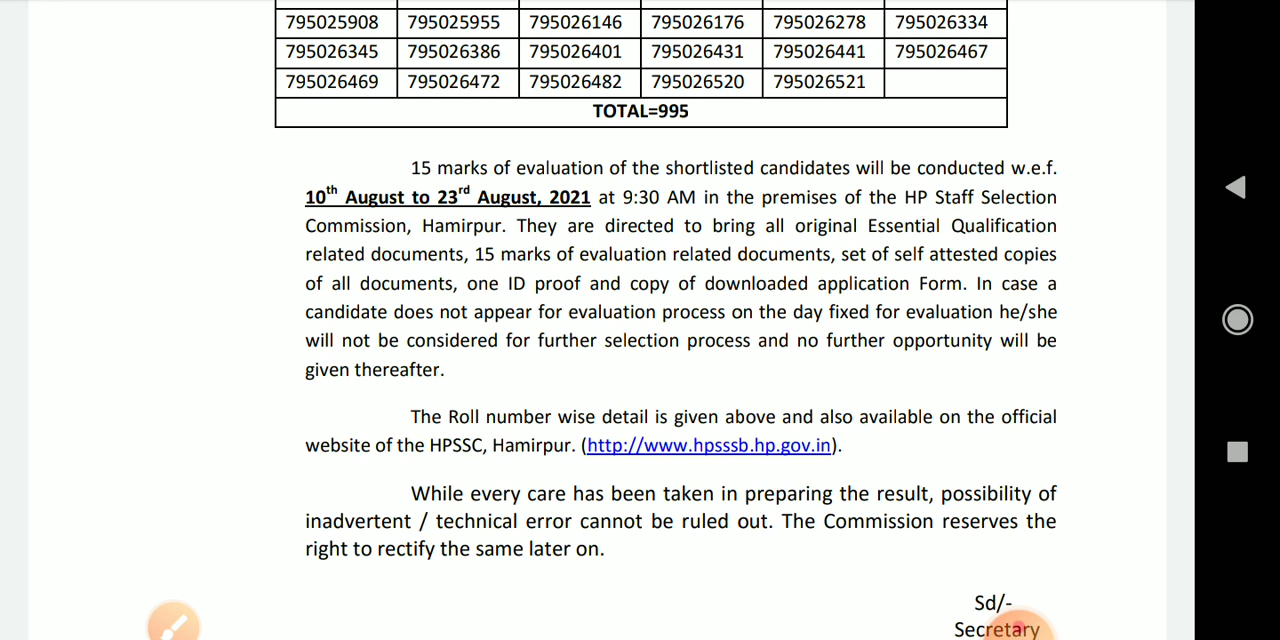 795025908 795025955 795026146 795026176 795026278 795026334
795026345 795026386 795026401 795026431 795026441 795026467
795026469 795026472 795026482 795026520 795026521
TOTAL=995
15 marks of evaluation of the shortlisted candidates will be conducted w.e.f.
10th August to 23rd August, 2021 at 9:30 AM in the premises of the HP Staff Selection
Commission, Hamirpur. They are directed to bring all original Essential Qualification
related documents, 15 marks of evaluation related documents, set of self attested copies
of all documents, one ID proof and copy of downloaded application Form. In case a
candidate does not appear for evaluation process on the day fixed for evaluation he/she
will not be considered for further selection process and no further opportunity will be
given thereafter.
The Roll number wise detail is given above and also available on the official
website of the HPSSC, Hamirpur. (http://www.hpsssb.hp.gov.in).
While every care has been taken in preparing the result, possibility of
inadvertent / technical error cannot be ruled out. The Commission reserves the
right to rectify the same later on.
Sd/-
Secretary